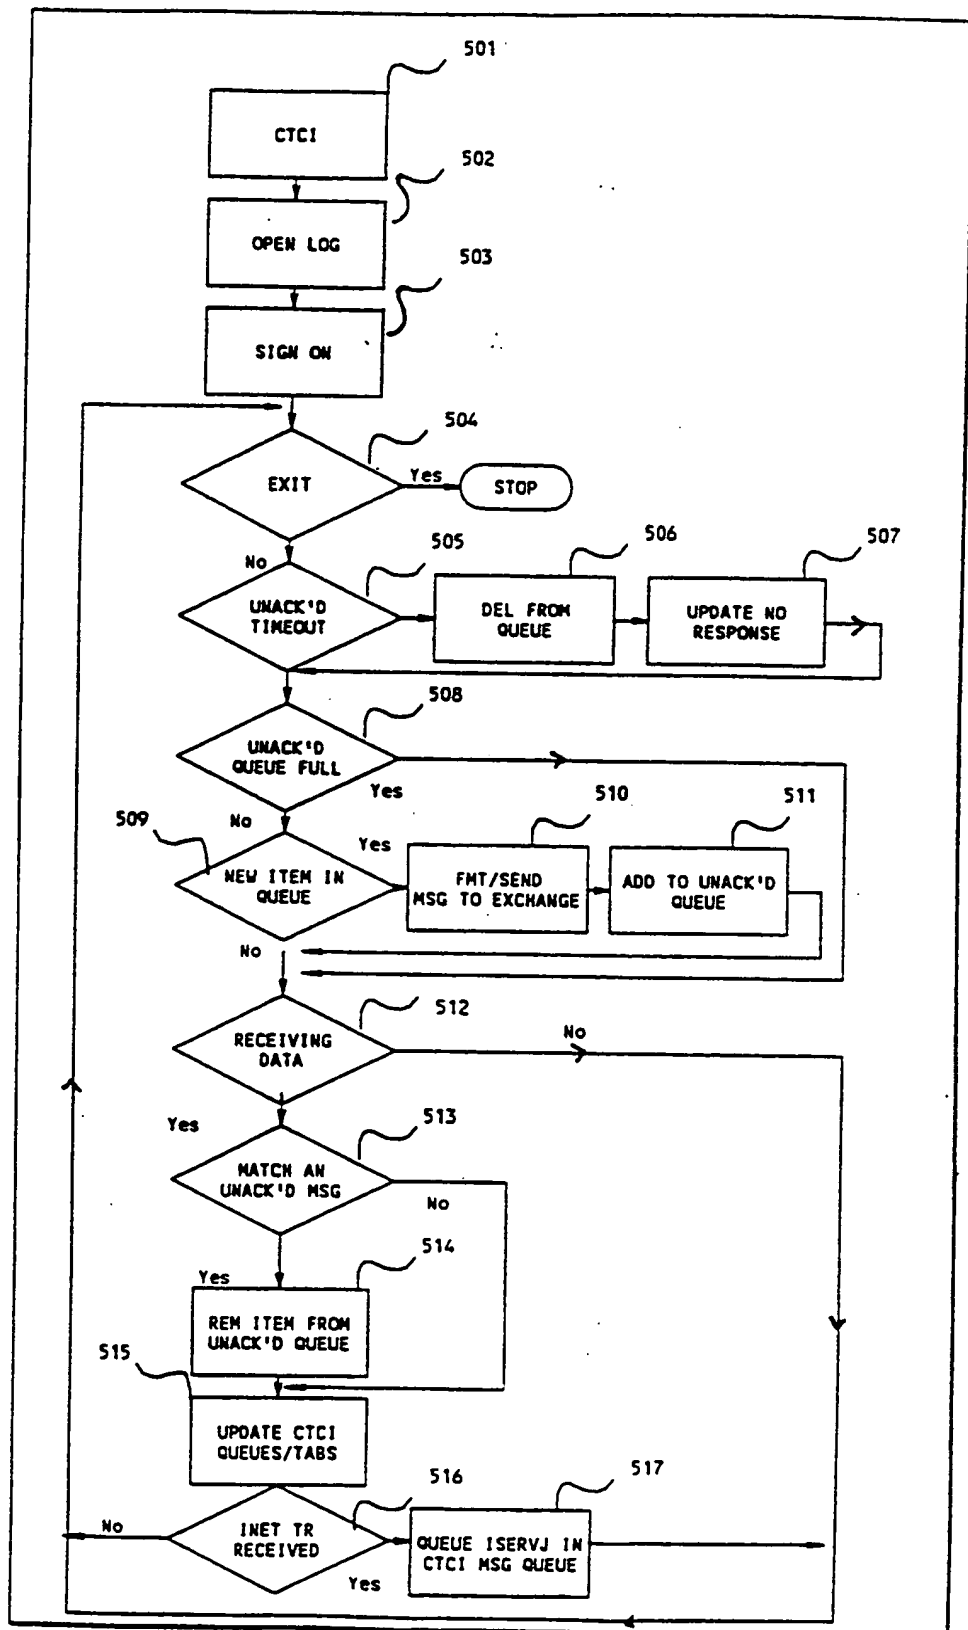 501
CTCI
502
OPEN LOG
503
SIGN ON
504
EXIT
Yes
STOP
No
505
506
507
UNACK'D
TIMEOUT
DEL FROM
QUEUE
UPDATE NO
RESPONSE
508
UNACK'D
QUEUE FULL
Yes
No
509
510
511
Yes
NEW ITEM IN
QUEUE
FMT/SEND
MSG TO EXCHANGE
ADD TO UNACK'D
QUEUE
No
512
RECEIVING
DATA
No
Yes
513
MATCH AN
UNACK'D MSG
No
514
Yes
REM ITEM FROM
UNACK'D QUEUE
515
UPDATE CTCI
QUEUES/TABS
516
517
No
INET TR
RECEIVED
Yes
QUEUE ISERVJ IN
CTCI MSG QUEUE